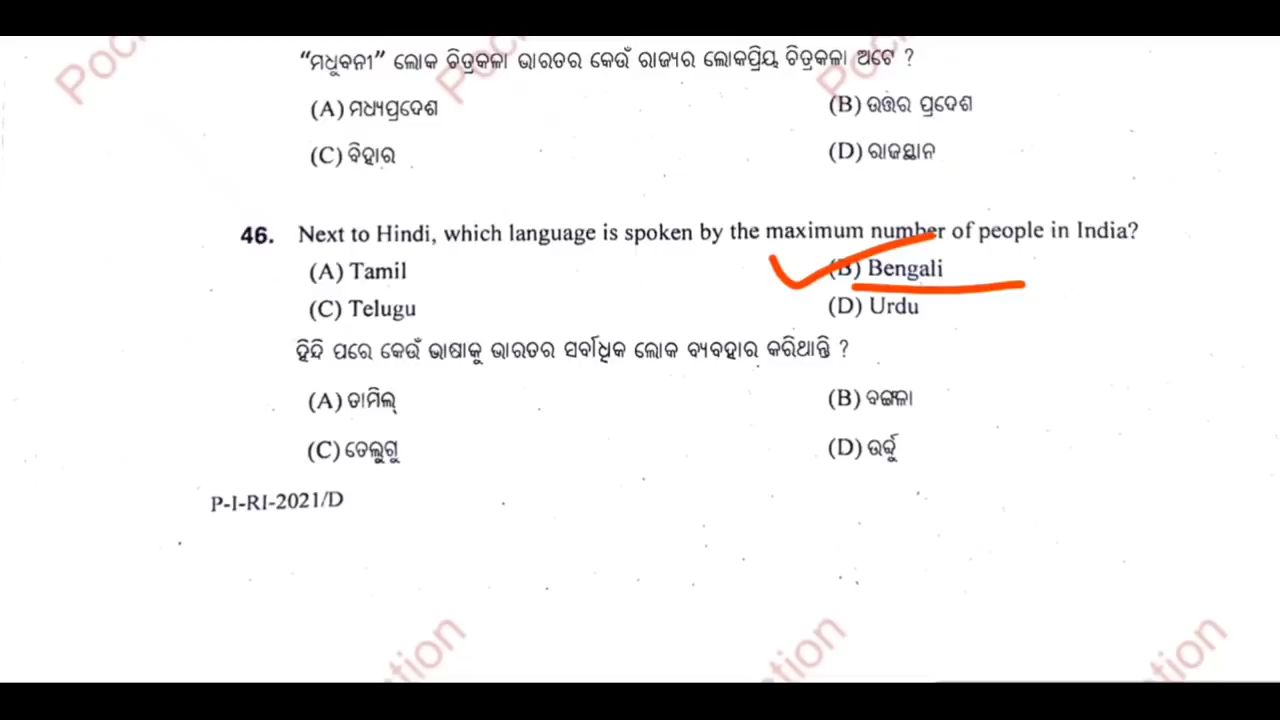 “ମଧୁବନୀ” ଲୋକ ଚିତ୍ରକଳା ଭାରତର କେଉଁ ରାଜ୍ୟର ଲୋକପ୍ରିୟ ଚିତ୍ରକଳା ଅଟେ ?
(A) ମଧ୍ୟପ୍ରଦେଶ (B) ଉତ୍ତର ପ୍ରଦେଶ
(C) ବିହାର (D) ରାଜସ୍ଥାନ
46. Next to Hindi, which language is spoken by the maximum number of people in India?
(A) Tamil (B) Bengali
(C) Telugu (D) Urdu
ହିନ୍ଦି ପରେ କେଉଁ ଭାଷାକୁ ଭାରତର ସର୍ବାଧିକ ଲୋକ ବ୍ୟବହାର କରିଥାନ୍ତି ?
(A) ତାମିଲ୍ (B) ବଙ୍ଗଳା
(C) ତେଲୁଗୁ (D) ଉର୍ଦ୍ଦୁ
P-I-RI-2021/D